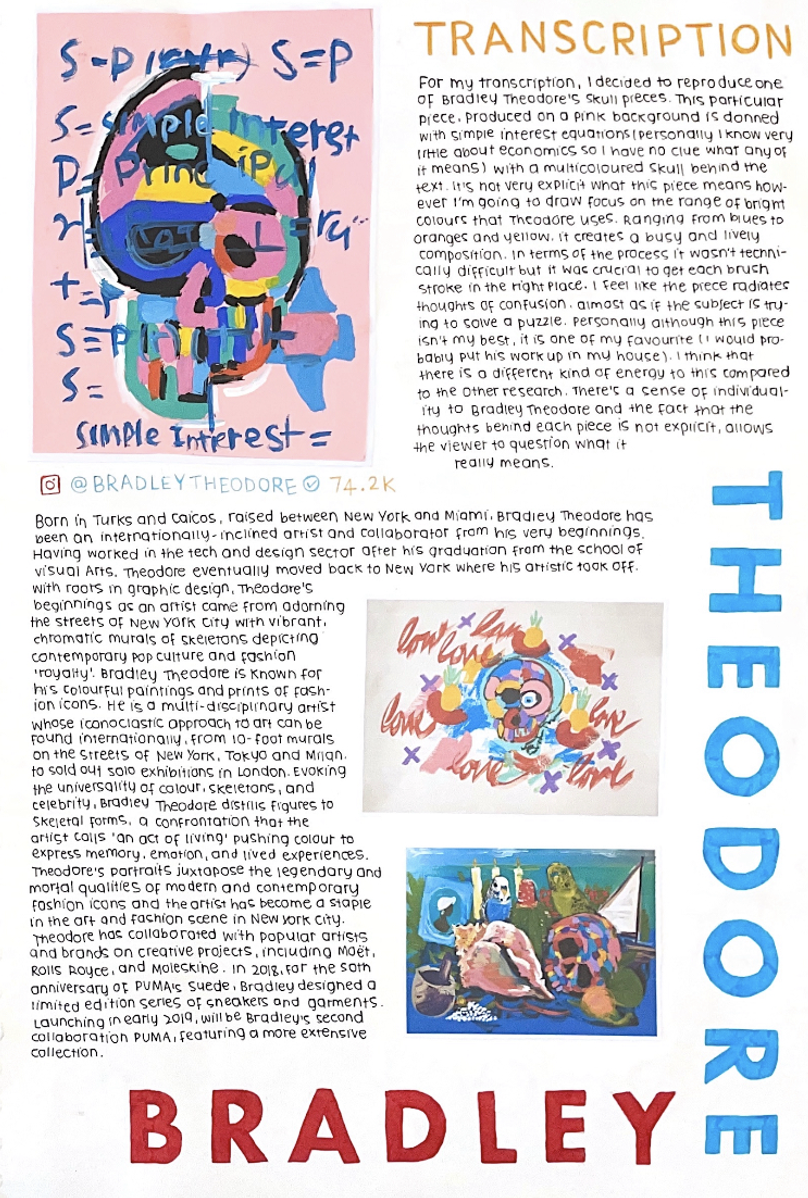 S=P(1+tr) S=P
S=Simple Interest
P=Principal
r=
t=P
S=P
S=
Simple Interest=
TRANSCRIPTION
For my transcription, I decided to reproduce one
of Bradley Theodore's skull pieces. This particular
piece, produced on a pink background is donned
with simple interest equations (personally I know very
little about economics so I have no clue what any of
it means) with a multicoloured skull behind the
text. It's not very explicit what this piece means how-
ever I'm going to draw focus on the range of bright
colours that Theodore uses. Ranging from blues to
oranges and yellow, it creates a busy and lively
composition. In terms of the process it wasn't techni-
cally difficult but it was crucial to get each brush
stroke in the right place. I feel like the piece radiates
thoughts of confusion, almost as if the subject is try-
ing to solve a puzzle. Personally although this piece
isn't my best, it is one of my favourite (I would pro-
bably put his work up in my house). I think that
there is a different kind of energy to this compared
to the other research. There's a sense of individual-
ity to Bradley Theodore and the fact that the
thoughts behind each piece is not explicit, allows
the viewer to question what it
really means.
@BRADLEYTHEODORE 74.2K
Born in Turks and Caicos, raised between New York and Miami, Bradley Theodore has
been an internationally-inclined artist and collaborator from his very beginnings.
Having worked in the tech and design sector after his graduation from the school of
visual Arts, Theodore eventually moved back to New York where his artistic took off.
with roots in graphic design, Theodore's
beginnings as an artist came from adorning
the streets of New York City with vibrant,
chromatic murals of skeletons depicting
contemporary pop culture and fashion
'royalty'. Bradley Theodore is known for
his colourful paintings and prints of fash-
ion icons. He is a multi-disciplinary artist
whose iconoclastic approach to art can be
found internationally, from 10-foot murals
on the streets of New York, Tokyo and Milan,
to sold out solo exhibitions in London. Evoking
the universality of colour, skeletons, and
celebrity, Bradley Theodore distills figures to
skeletal forms, a confrontation that the
artist calls 'an act of living' pushing colour to
express memory, emotion, and lived experiences.
Theodore's portraits juxtapose the legendary and
mortal qualities of modern and contemporary
fashion icons and the artist has become a staple
in the art and fashion scene in New York City.
Theodore has collaborated with popular artists
and brands on creative projects, including Moët,
Rolls Royce, and Moleskine. In 2018, for the 50th
anniversary of PUMA's Suede, Bradley designed a
limited edition series of sneakers and garments.
Launching in early 2019, will be Bradley's second
collaboration PUMA, featuring a more extensive
collection.
low love
love
love
love
love
love
THEODORE
BRADLEY